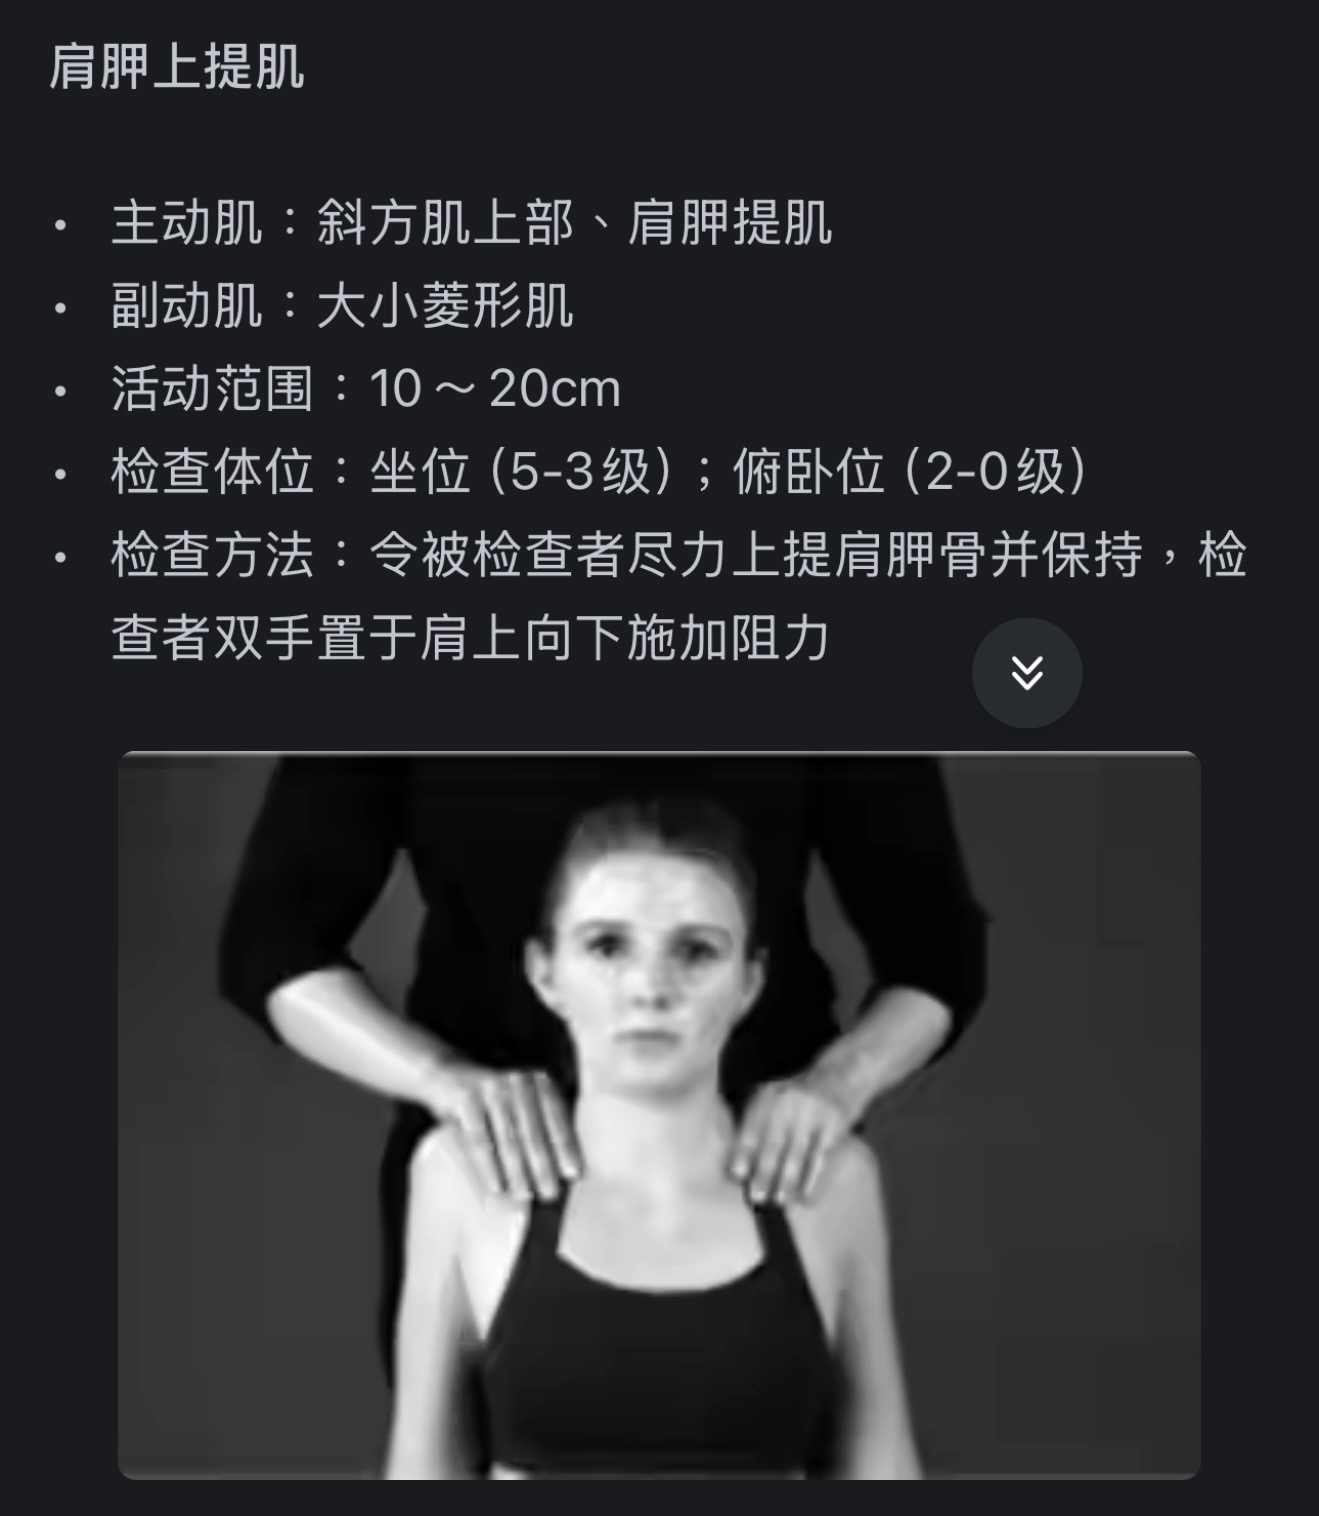 肩胛上提肌
• 主动肌：斜方肌上部、肩胛提肌
• 副动肌：大小菱形肌
• 活动范围：10～20cm
• 检查体位：坐位（5-3级）；俯卧位（2-0级）
• 检查方法：令被检查者尽力上提肩胛骨并保持，检
查者双手置于肩上向下施加阻力